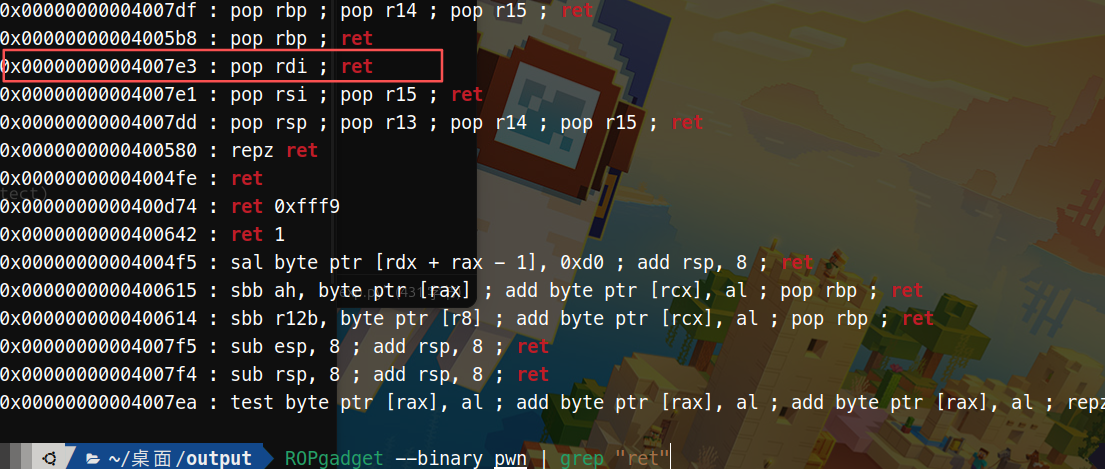 0x00000000004007df : pop rbp ; pop r14 ; pop r15 ; ret
0x00000000004005b8 : pop rbp ; ret
0x00000000004007e3 : pop rdi ; ret
0x00000000004007e1 : pop rsi ; pop r15 ; ret
0x00000000004007dd : pop rsp ; pop r13 ; pop r14 ; pop r15 ; ret
0x0000000000400580 : repz ret
0x00000000004004fe : ret
0x0000000000400d74 : ret 0xfff9
0x0000000000400642 : ret 1
0x00000000004004f5 : sal byte ptr [rdx + rax - 1], 0xd0 ; add rsp, 8 ; ret
0x0000000000400615 : sbb ah, byte ptr [rax] ; add byte ptr [rcx], al ; pop rbp ; ret
0x0000000000400614 : sbb r12b, byte ptr [r8] ; add byte ptr [rcx], al ; pop rbp ; ret
0x00000000004007f5 : sub esp, 8 ; add rsp, 8 ; ret
0x00000000004007f4 : sub rsp, 8 ; add rsp, 8 ; ret
0x00000000004007ea : test byte ptr [rax], al ; add byte ptr [rax], al ; add byte ptr [rax], al ; repz
~/桌面/output ROPgadget --binary pwn | grep "ret"